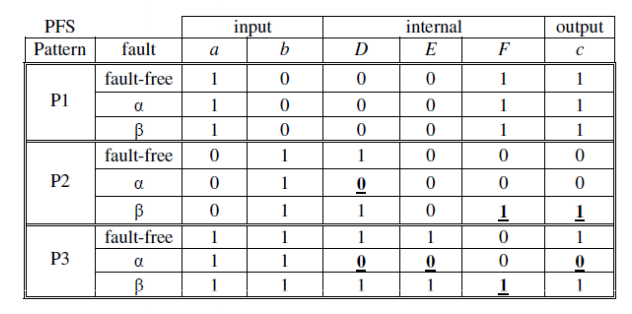 PFS input internal output
Pattern fault a b D E F c
fault-free 1 0 0 0 1 1
P1 α 1 0 0 0 1 1
β 1 0 0 0 1 1
fault-free 0 1 1 0 0 0
P2 α 0 1 0 0 0 0
β 0 1 1 0 1 1
fault-free 1 1 1 1 0 1
P3 α 1 1 0 0 0 0
β 1 1 1 1 1 1